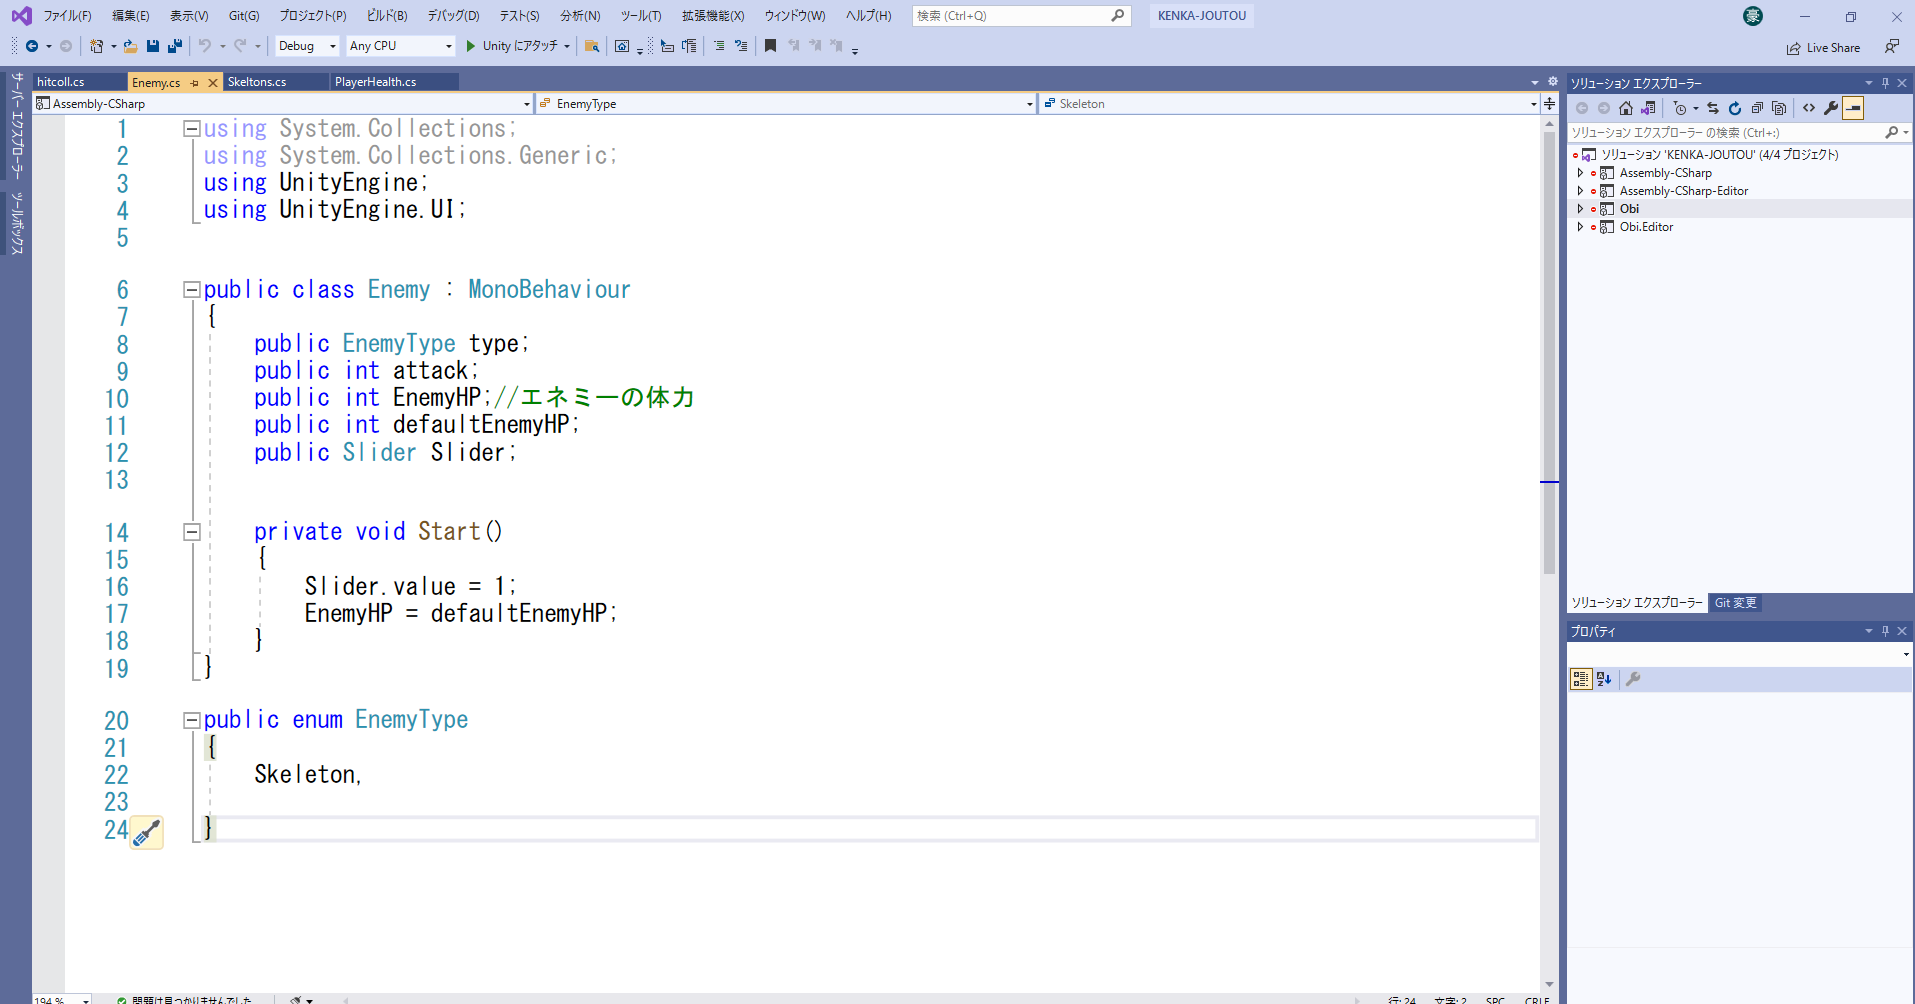 ファイル(F) 編集(E) 表示(V) Git(G) プロジェクト(P) ビルド(B) デバッグ(D) テスト(S) 分析(N) ツール(T) 拡張機能(X) ウィンドウ(W) ヘルプ(H) 検索 (Ctrl+Q) KENKA-JOUTOU 豪
Debug Any CPU Unity にアタッチ Live Share
サーバー エクスプローラー
ツールボックス
hitcoll.cs Enemy.cs Skeltons.cs PlayerHealth.cs
Assembly-CSharp EnemyType Skeleton
1 using System.Collections;
2 using System.Collections.Generic;
3 using UnityEngine;
4 using UnityEngine.UI;
5
6 public class Enemy : MonoBehaviour
7 {
8 public EnemyType type;
9 public int attack;
10 public int EnemyHP;//エネミーの体力
11 public int defaultEnemyHP;
12 public Slider Slider;
13
14 private void Start()
15 {
16 Slider.value = 1;
17 EnemyHP = defaultEnemyHP;
18 }
19 }
20 public enum EnemyType
21 {
22 Skeleton,
23
24 }
194 % 問題は見つかりませんでした 行: 24 文字: 2 SPC CRLF
ソリューション エクスプローラー
ソリューション エクスプローラー の検索 (Ctrl+:)
ソリューション 'KENKA-JOUTOU' (4/4 プロジェクト)
Assembly-CSharp
Assembly-CSharp-Editor
Obi
Obi.Editor
ソリューション エクスプローラー Git 変更
プロパティ